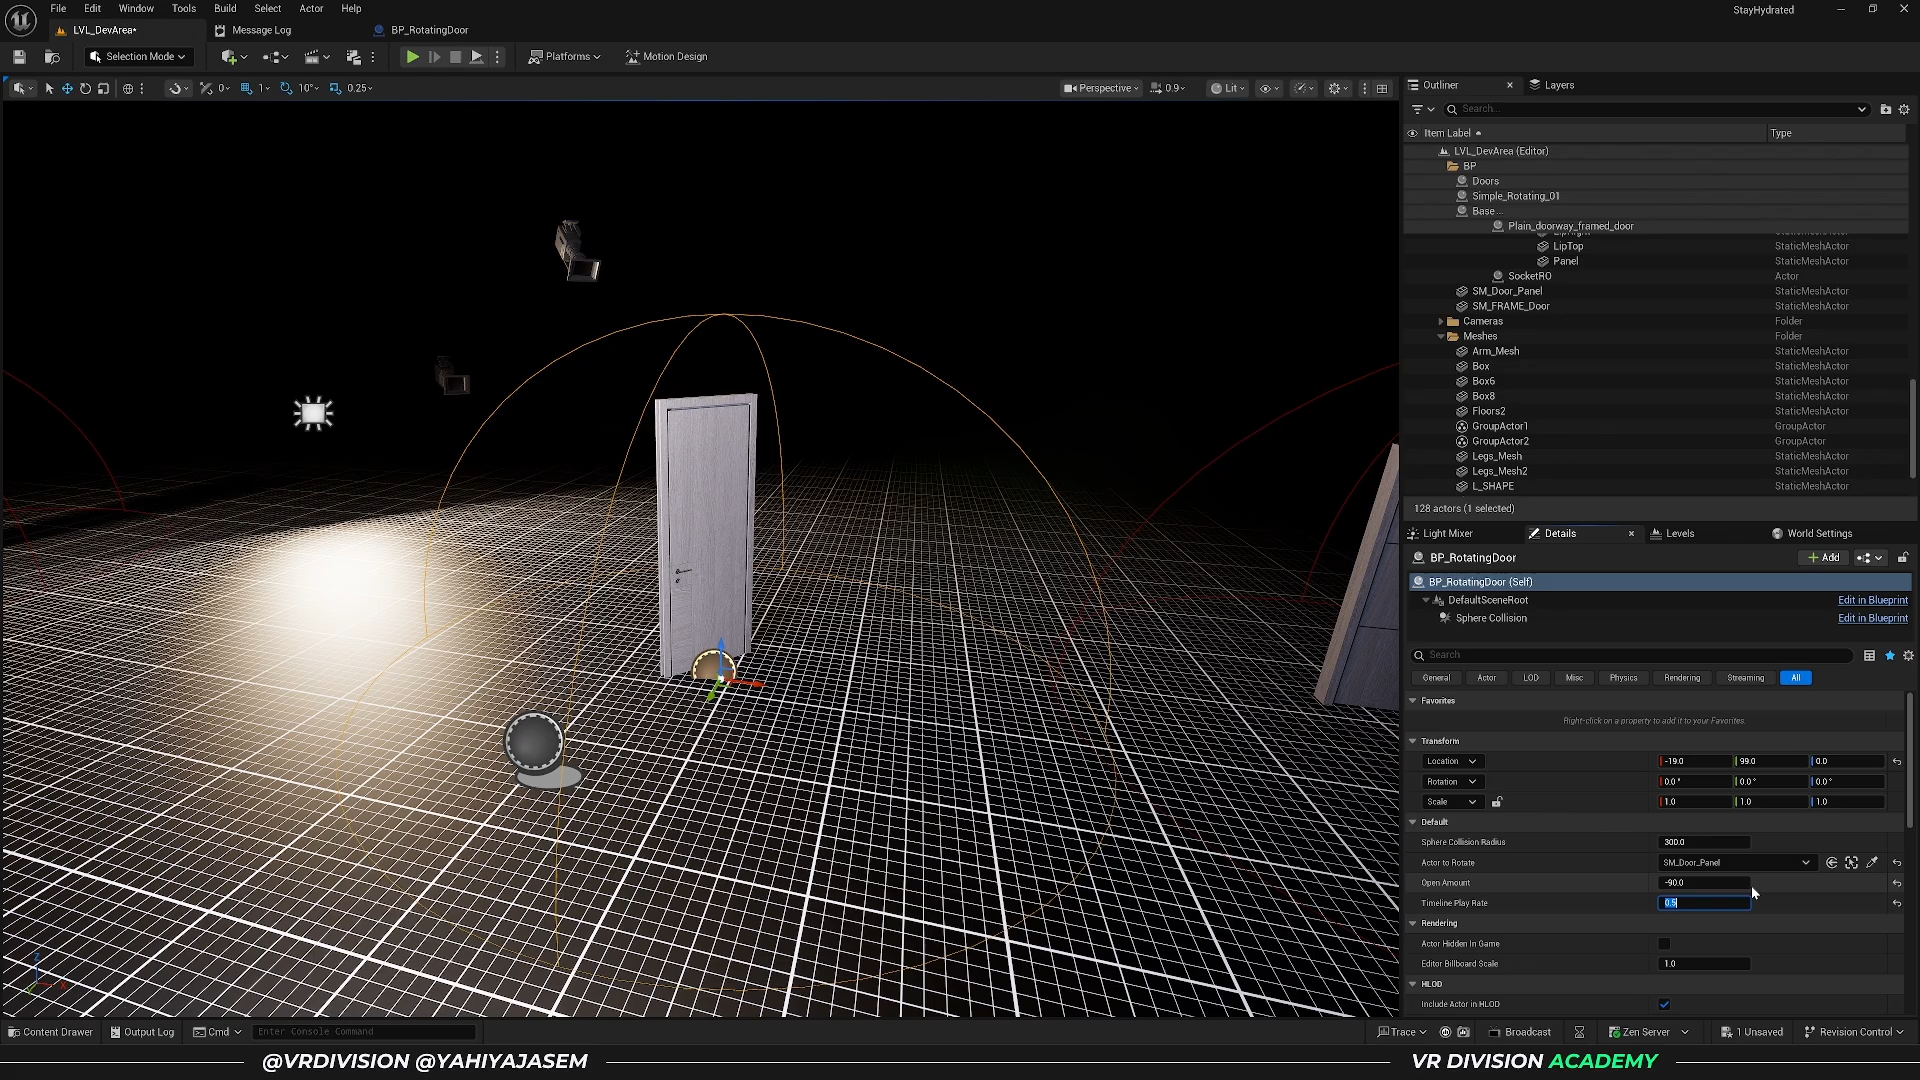 File Edit Window Tools Build Select Actor Help
StayHydrated
LVL_DevArea*
Message Log
BP_RotatingDoor
Selection Mode
Platforms
Motion Design
0
1
10°
0.25
Perspective
0.9
Lit
Outliner
Layers
Search...
Item Label
Type
LVL_DevArea (Editor)
BP
Doors
Simple_Rotating_01
Base...
Plain_doorway_framed_door
LipTop StaticMeshActor
Panel StaticMeshActor
SocketRO Actor
SM_Door_Panel StaticMeshActor
SM_FRAME_Door StaticMeshActor
Cameras Folder
Meshes Folder
Arm_Mesh StaticMeshActor
Box StaticMeshActor
Box6 StaticMeshActor
Box8 StaticMeshActor
Floors2 StaticMeshActor
GroupActor1 GroupActor
GroupActor2 GroupActor
Legs_Mesh StaticMeshActor
Legs_Mesh2 StaticMeshActor
L_SHAPE StaticMeshActor
128 actors (1 selected)
Light Mixer
Details
Levels
World Settings
BP_RotatingDoor
Add
BP_RotatingDoor (Self)
DefaultSceneRoot Edit in Blueprint
Sphere Collision Edit in Blueprint
Search
General Actor LOD Misc Physics Rendering Streaming All
Favorites
Right-click on a property to add it to your Favorites.
Transform
Location -19.0 99.0 0.0
Rotation 0.0° 0.0° 0.0°
Scale 1.0 1.0 1.0
Default
Sphere Collision Radius 300.0
Actor to Rotate SM_Door_Panel
Open Amount -90.0
Timeline Play Rate 0.5
Rendering
Actor Hidden In Game
Editor Billboard Scale 1.0
HLOD
Include Actor in HLOD
Z
X
Content Drawer
Output Log
Cmd
Enter Console Command
Trace
Broadcast
Zen Server
1 Unsaved
Revision Control
@VRDIVISION @YAHIYAJASEM
VR DIVISION ACADEMY